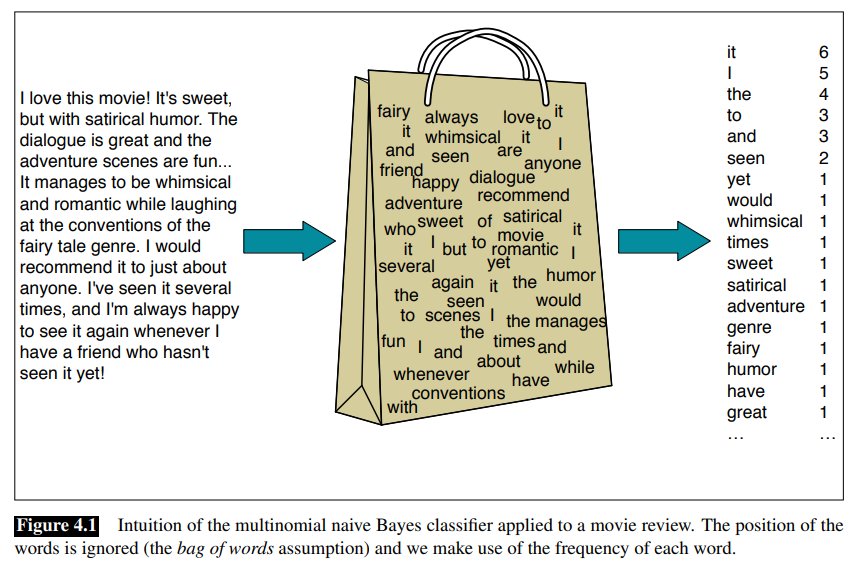 I love this movie! It's sweet,
but with satirical humor. The
dialogue is great and the
adventure scenes are fun...
It manages to be whimsical
and romantic while laughing
at the conventions of the
fairy tale genre. I would
recommend it to just about
anyone. I've seen it several
times, and I'm always happy
to see it again whenever I
have a friend who hasn't
seen it yet!
fairy always love to it
it whimsical it I
and seen are anyone
friend happy dialogue
adventure recommend
who sweet of satirical it
it I but to movie romantic I
several yet
again it the humor
the seen would
to scenes I the manages
the times
fun I and and
about
whenever have while
conventions
with
it 6
I 5
the 4
to 3
and 3
seen 2
yet 1
would 1
whimsical 1
times 1
sweet 1
satirical 1
adventure 1
genre 1
fairy 1
humor 1
have 1
great 1
... ...
Figure 4.1 Intuition of the multinomial naive Bayes classifier applied to a movie review. The position of the
words is ignored (the bag of words assumption) and we make use of the frequency of each word.